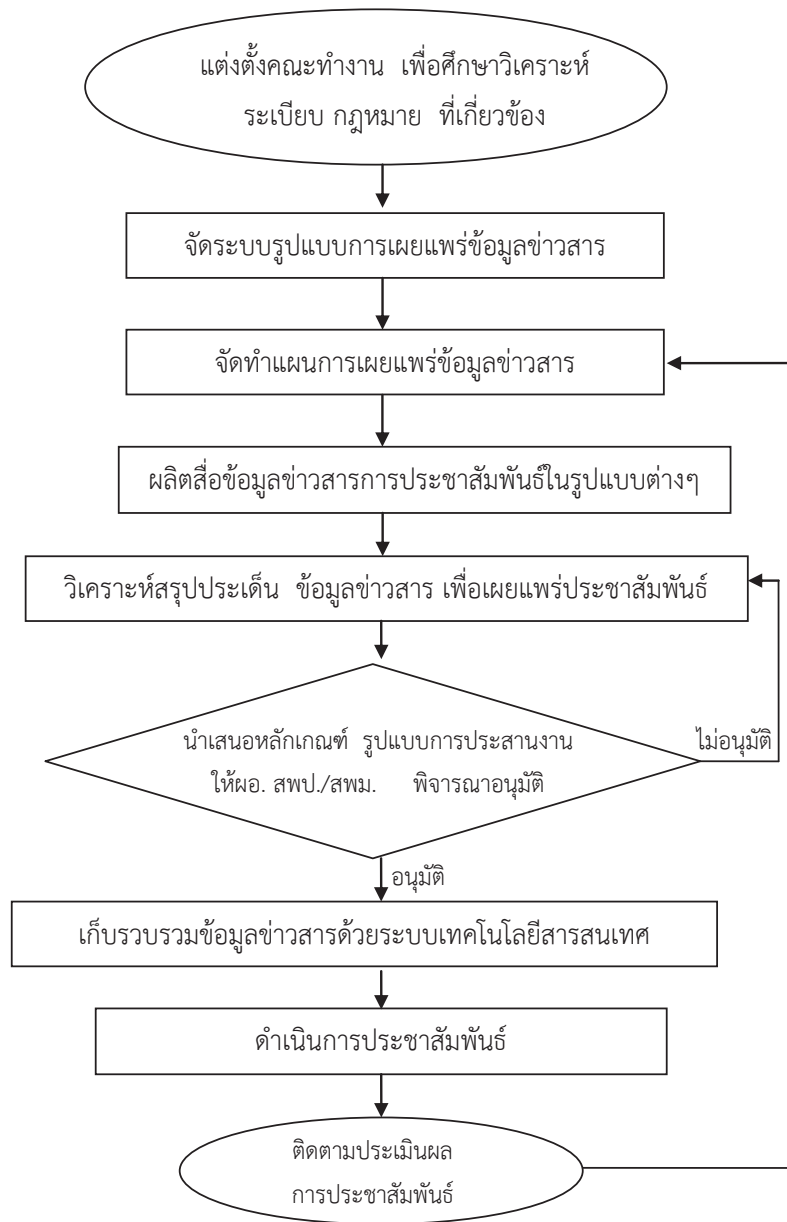 แต่งตั้งคณะทำงาน เพื่อศึกษาวิเคราะห์
ระเบียบ กฎหมาย ที่เกี่ยวข้อง
จัดระบบรูปแบบการเผยแพร่ข้อมูลข่าวสาร
จัดทำแผนการเผยแพร่ข้อมูลข่าวสาร
ผลิตสื่อข้อมูลข่าวสารการประชาสัมพันธ์ในรูปแบบต่างๆ
วิเคราะห์สรุปประเด็น ข้อมูลข่าวสาร เพื่อเผยแพร่ประชาสัมพันธ์
นำเสนอหลักเกณฑ์ รูปแบบการประสานงาน
ให้ผอ. สพป./สพม. พิจารณาอนุมัติ
ไม่อนุมัติ
อนุมัติ
เก็บรวบรวมข้อมูลข่าวสารด้วยระบบเทคโนโลยีสารสนเทศ
ดำเนินการประชาสัมพันธ์
ติดตามประเมินผล
การประชาสัมพันธ์